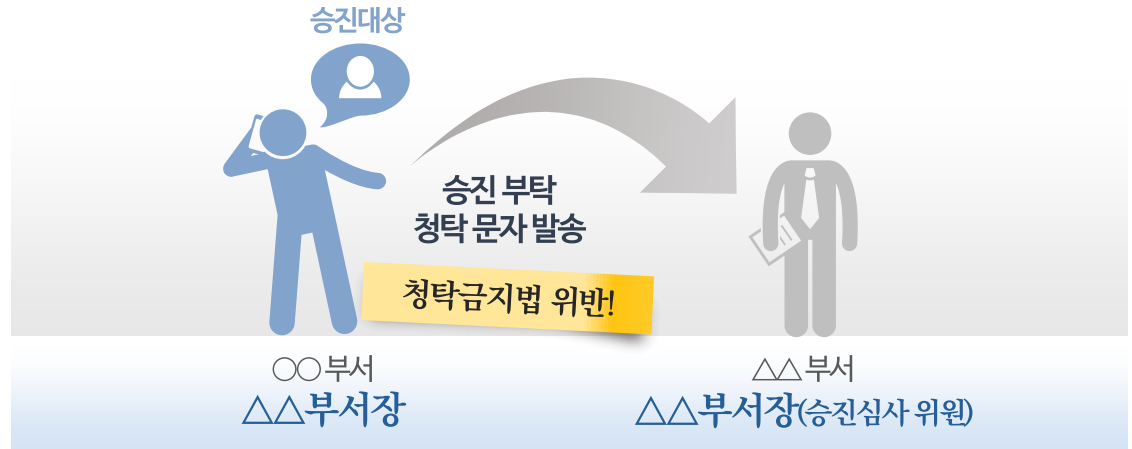 승진대상
승진 부탁
청탁 문자 발송
청탁금지법 위반!
○○ 부서
△△부서장
△△ 부서
△△부서장(승진심사 위원)